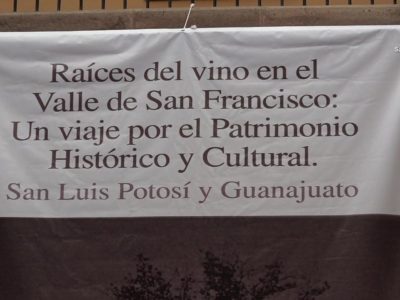 Raíces del vino en el
Valle de San Francisco:
Un viaje por el Patrimonio
Histórico y Cultural.
San Luis Potosí y Guanajuato